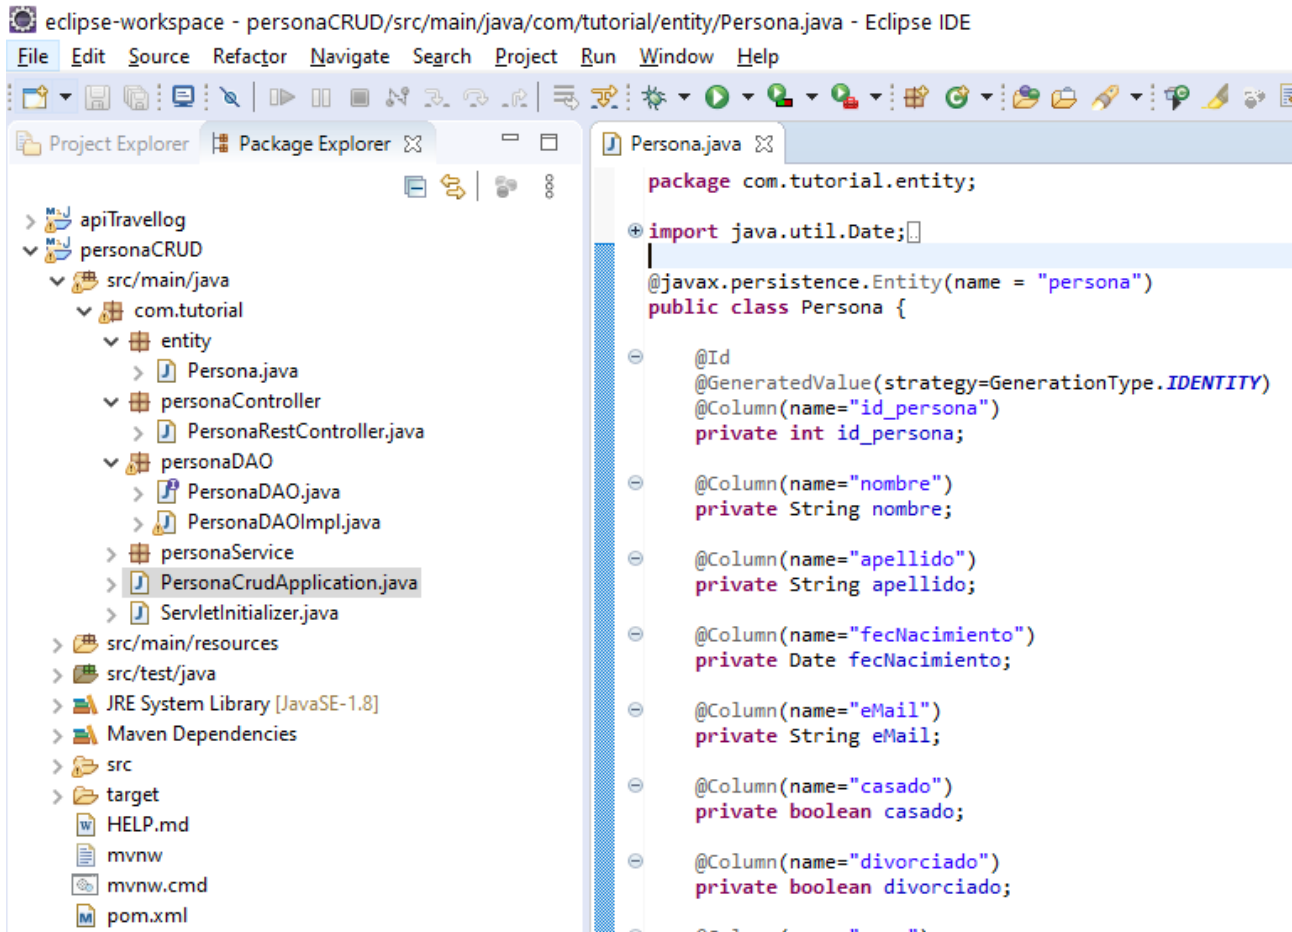 eclipse-workspace - personaCRUD/src/main/java/com/tutorial/entity/Persona.java - Eclipse IDE
File Edit Source Refactor Navigate Search Project Run Window Help
Project Explorer Package Explorer
apiTravellog
personaCRUD
src/main/java
com.tutorial
entity
Persona.java
personaController
PersonaRestController.java
personaDAO
PersonaDAO.java
PersonaDAOImpl.java
personaService
PersonaCrudApplication.java
ServletInitializer.java
src/main/resources
src/test/java
JRE System Library [JavaSE-1.8]
Maven Dependencies
src
target
HELP.md
mvnw
mvnw.cmd
pom.xml
Persona.java
package com.tutorial.entity;
import java.util.Date;
@javax.persistence.Entity(name = "persona")
public class Persona {
@Id
@GeneratedValue(strategy=GenerationType.IDENTITY)
@Column(name="id_persona")
private int id_persona;
@Column(name="nombre")
private String nombre;
@Column(name="apellido")
private String apellido;
@Column(name="fecNacimiento")
private Date fecNacimiento;
@Column(name="eMail")
private String eMail;
@Column(name="casado")
private boolean casado;
@Column(name="divorciado")
private boolean divorciado;